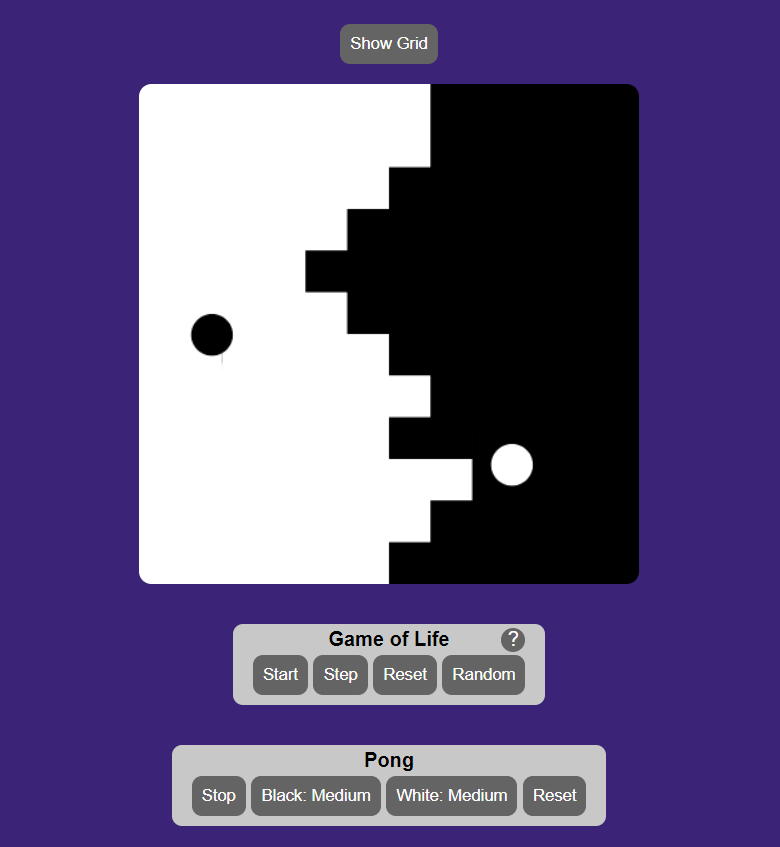 Show Grid
Game of Life ?
Start Step Reset Random
Pong
Stop Black: Medium White: Medium Reset